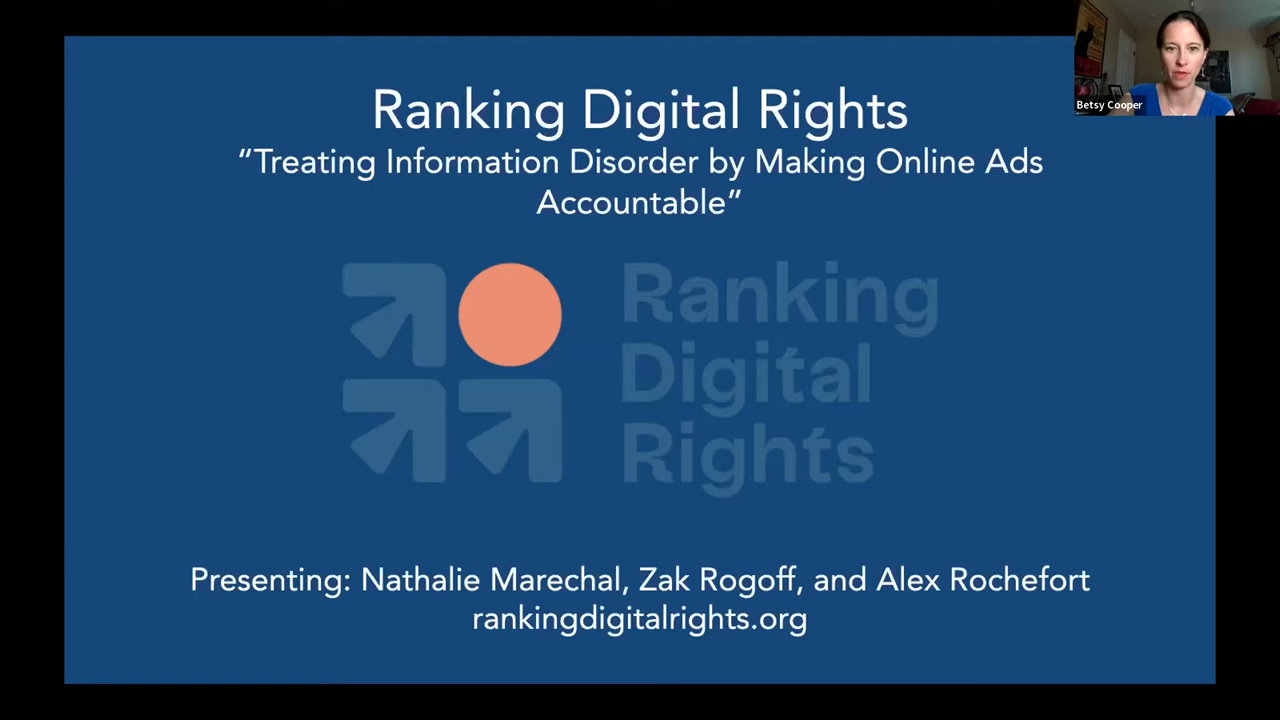 Ranking Digital Rights
“Treating Information Disorder by Making Online Ads
Accountable”
Ranking
Digital
Rights
Presenting: Nathalie Marechal, Zak Rogoff, and Alex Rochefort
rankingdigitalrights.org
Betsy Cooper